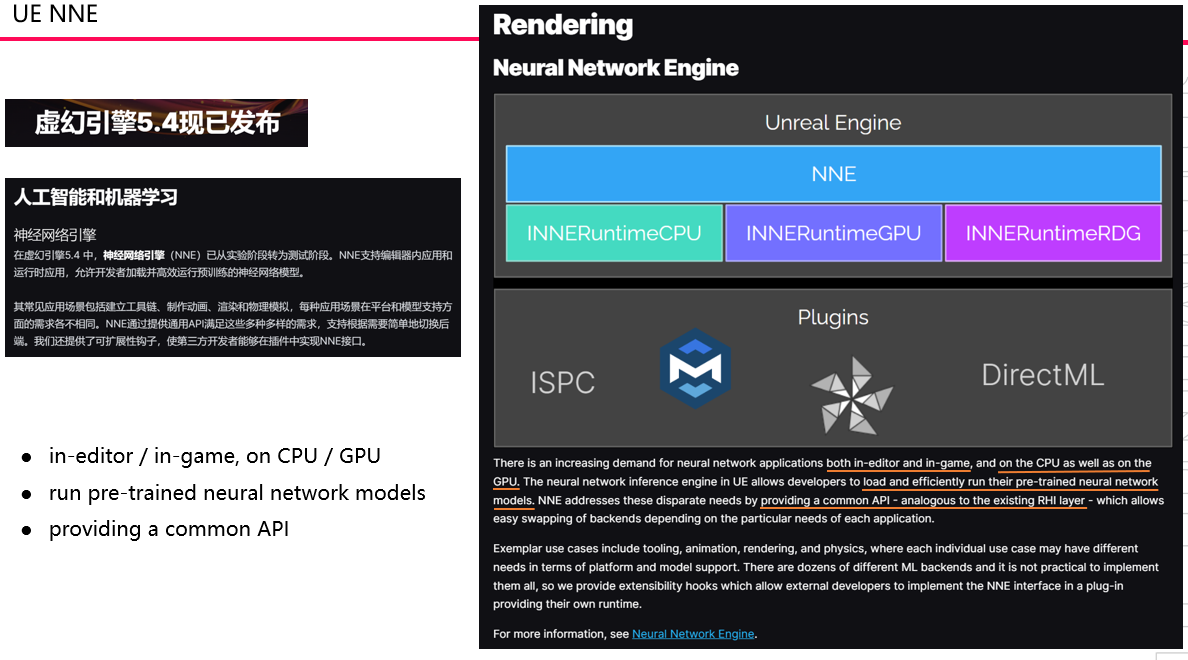 UE NNE
虚幻引擎5.4现已发布
人工智能和机器学习
神经网络引擎
在虚幻引擎5.4 中，神经网络引擎（NNE）已从实验阶段转为测试阶段。NNE支持编辑器内应用和
运行时应用，允许开发者加载并高效运行预训练的神经网络模型。
其常见应用场景包括建立工具链、制作动画、渲染和物理模拟，每种应用场景在平台和模型支持方
面的需求各不相同。NNE通过提供通用API满足这些多种多样的需求，支持根据需要简单地切换后
端。我们还提供了可扩展性钩子，使第三方开发者能够在插件中实现NNE接口。
● in-editor / in-game, on CPU / GPU
● run pre-trained neural network models
● providing a common API
Rendering
Neural Network Engine
Unreal Engine
NNE
INNERuntimeCPU INNERuntimeGPU INNERuntimeRDG
Plugins
ISPC DirectML
There is an increasing demand for neural network applications both in-editor and in-game, and on the CPU as well as on the
GPU. The neural network inference engine in UE allows developers to load and efficiently run their pre-trained neural network
models. NNE addresses these disparate needs by providing a common API - analogous to the existing RHI layer - which allows
easy swapping of backends depending on the particular needs of each application.
Exemplar use cases include tooling, animation, rendering, and physics, where each individual use case may have different
needs in terms of platform and model support. There are dozens of different ML backends and it is not practical to implement
them all, so we provide extensibility hooks which allow external developers to implement the NNE interface in a plug-in
providing their own runtime.
For more information, see Neural Network Engine.